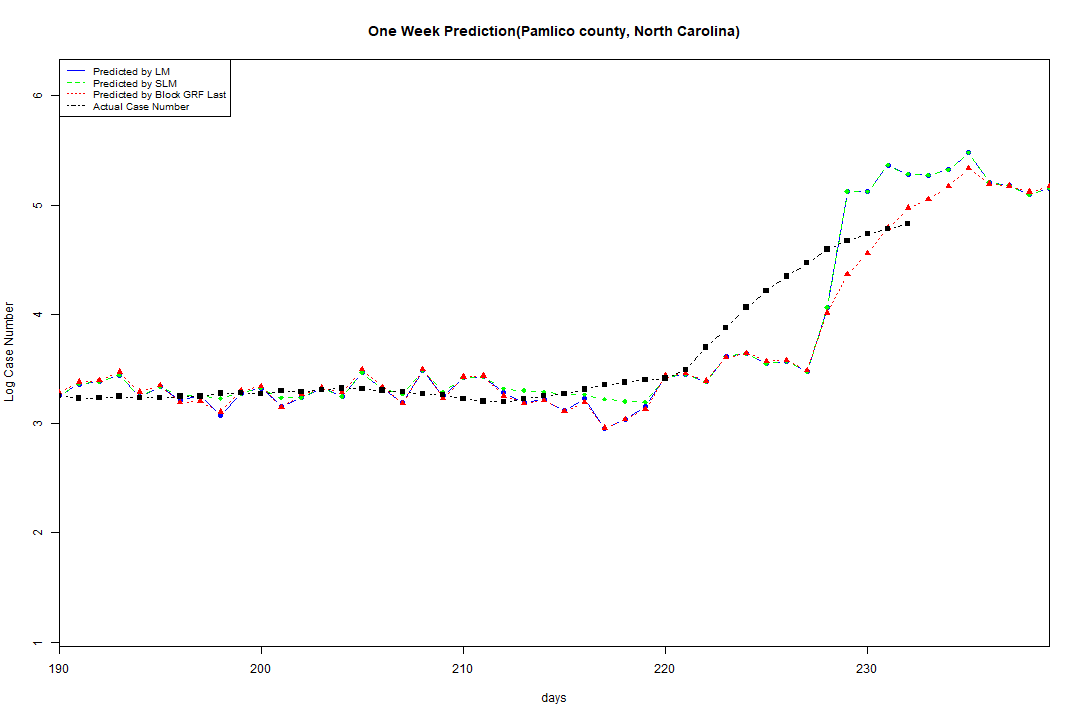 One Week Prediction(Pamlico county, North Carolina)
Predicted by LM
Predicted by SLM
Predicted by Block GRF Last
Actual Case Number
6
5
4
3
2
1
Log Case Number
190 200 210 220 230
days